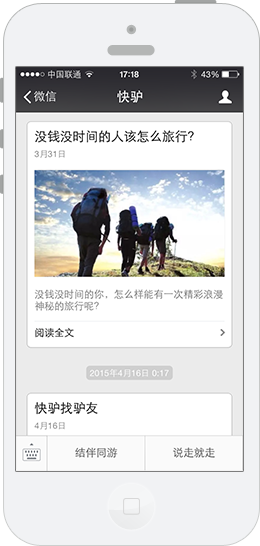 中国联通 17:18 43%
微信 快驴
没钱没时间的人该怎么旅行?
3月31日
没钱没时间的你，怎么样能有一次精彩浪漫
神秘的旅行呢?
阅读全文
2015年4月16日 0:17
快驴找驴友
4月16日
结伴同游 说走就走